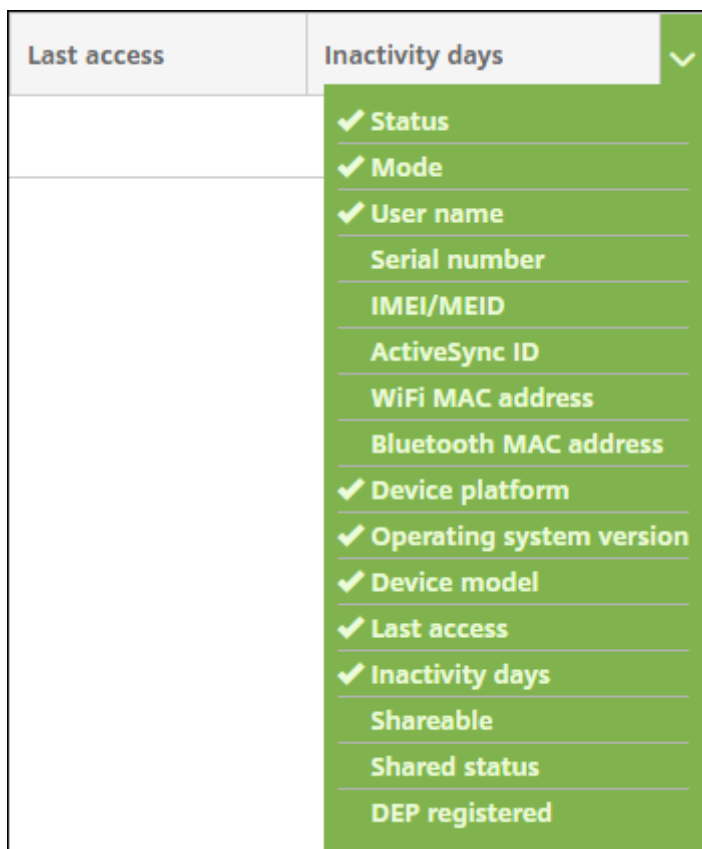 Last access
Inactivity days
Status
Mode
User name
Serial number
IMEI/MEID
ActiveSync ID
WiFi MAC address
Bluetooth MAC address
Device platform
Operating system version
Device model
Last access
Inactivity days
Shareable
Shared status
DEP registered